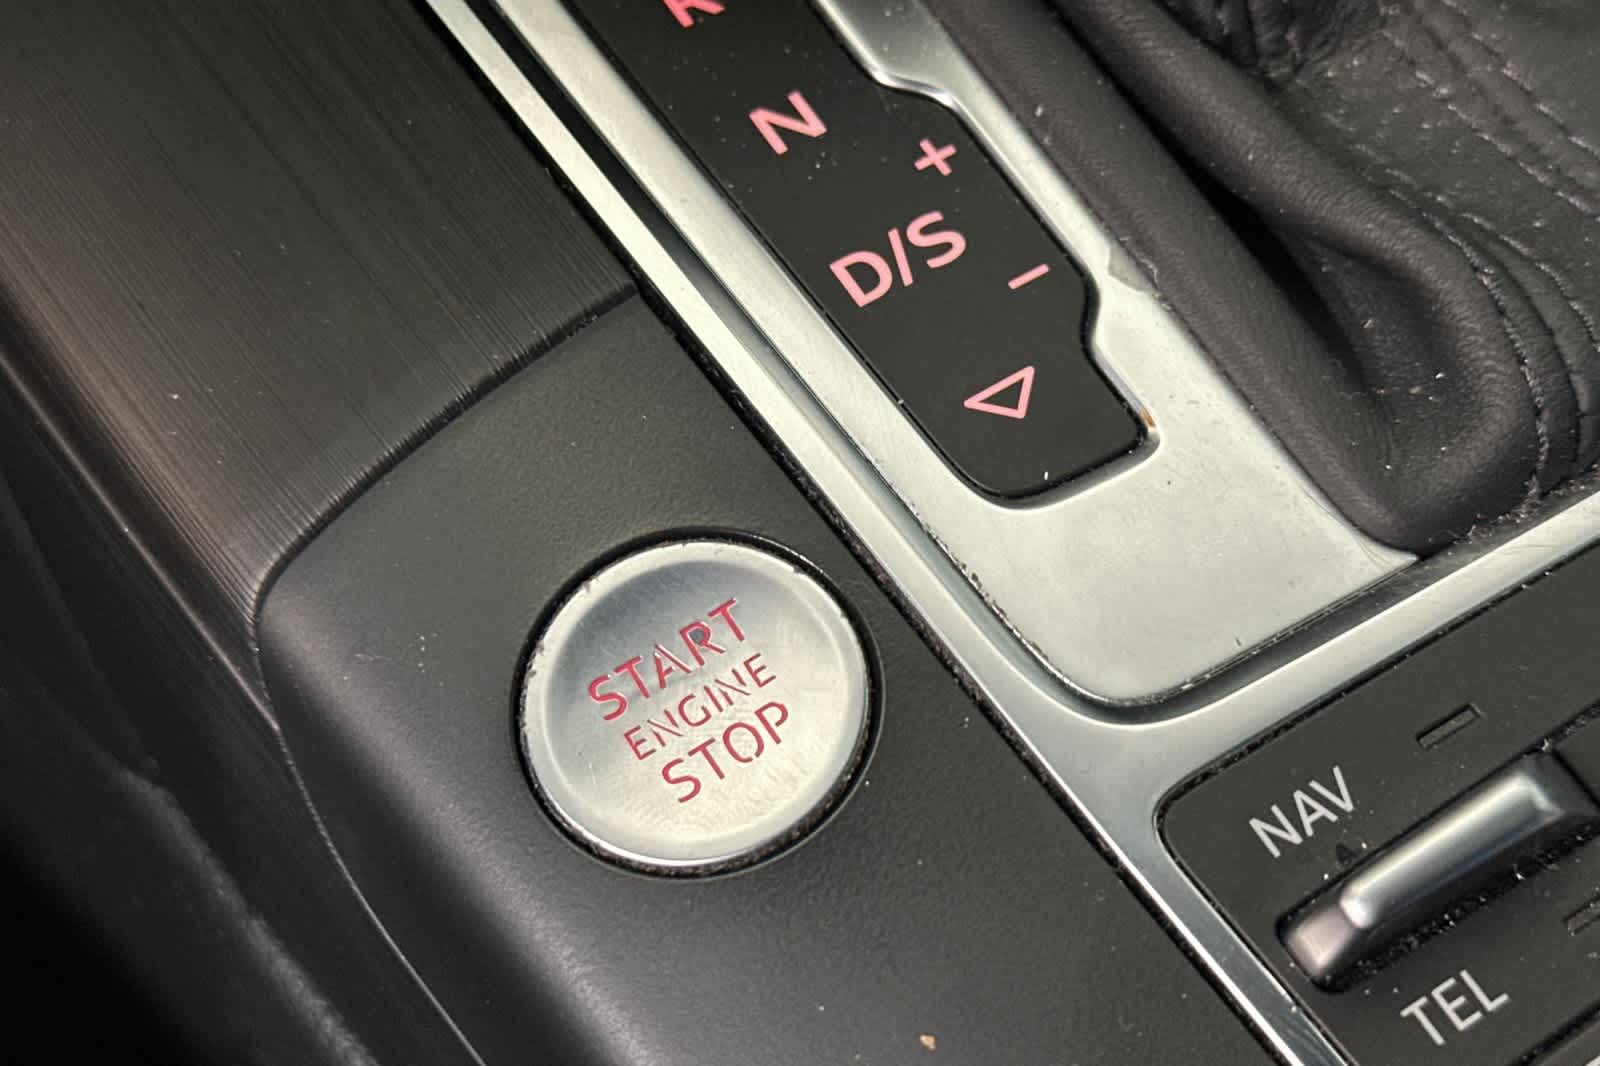 R
N
+
D/S
−
START
ENGINE
STOP
NAV
TEL